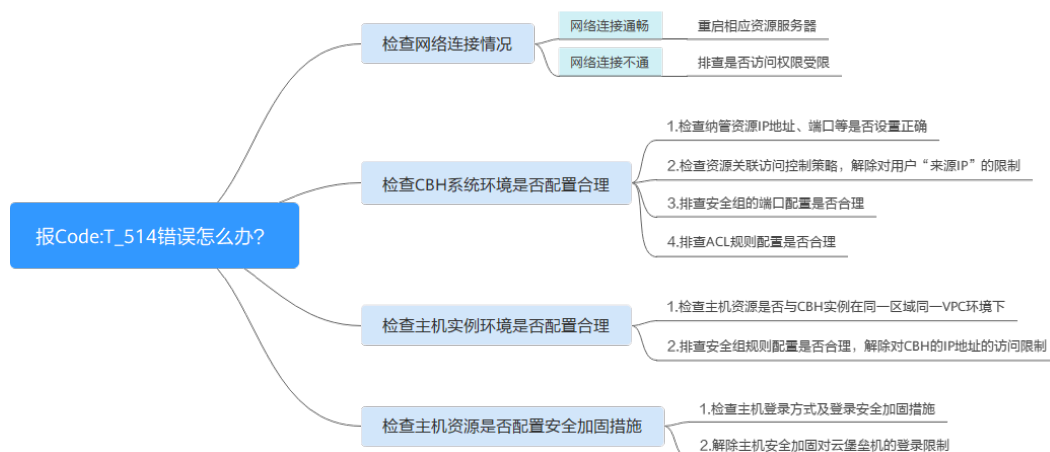 报Code:T_514错误怎么办?
检查网络连接情况
网络连接通畅
重启相应资源服务器
网络连接不通
排查是否访问权限受限
检查CBH系统环境是否配置合理
1.检查纳管资源IP地址、端口等是否设置正确
2.检查资源关联访问控制策略，解除对用户“来源IP”的限制
3.排查安全组的端口配置是否合理
4.排查ACL规则配置是否合理
检查主机实例环境是否配置合理
1.检查主机资源是否与CBH实例在同一区域同一VPC环境下
2.排查安全组规则配置是否合理，解除对CBH的IP地址的访问限制
检查主机资源是否配置安全加固措施
1.检查主机登录方式及登录安全加固措施
2.解除主机安全加固对云堡垒机的登录限制